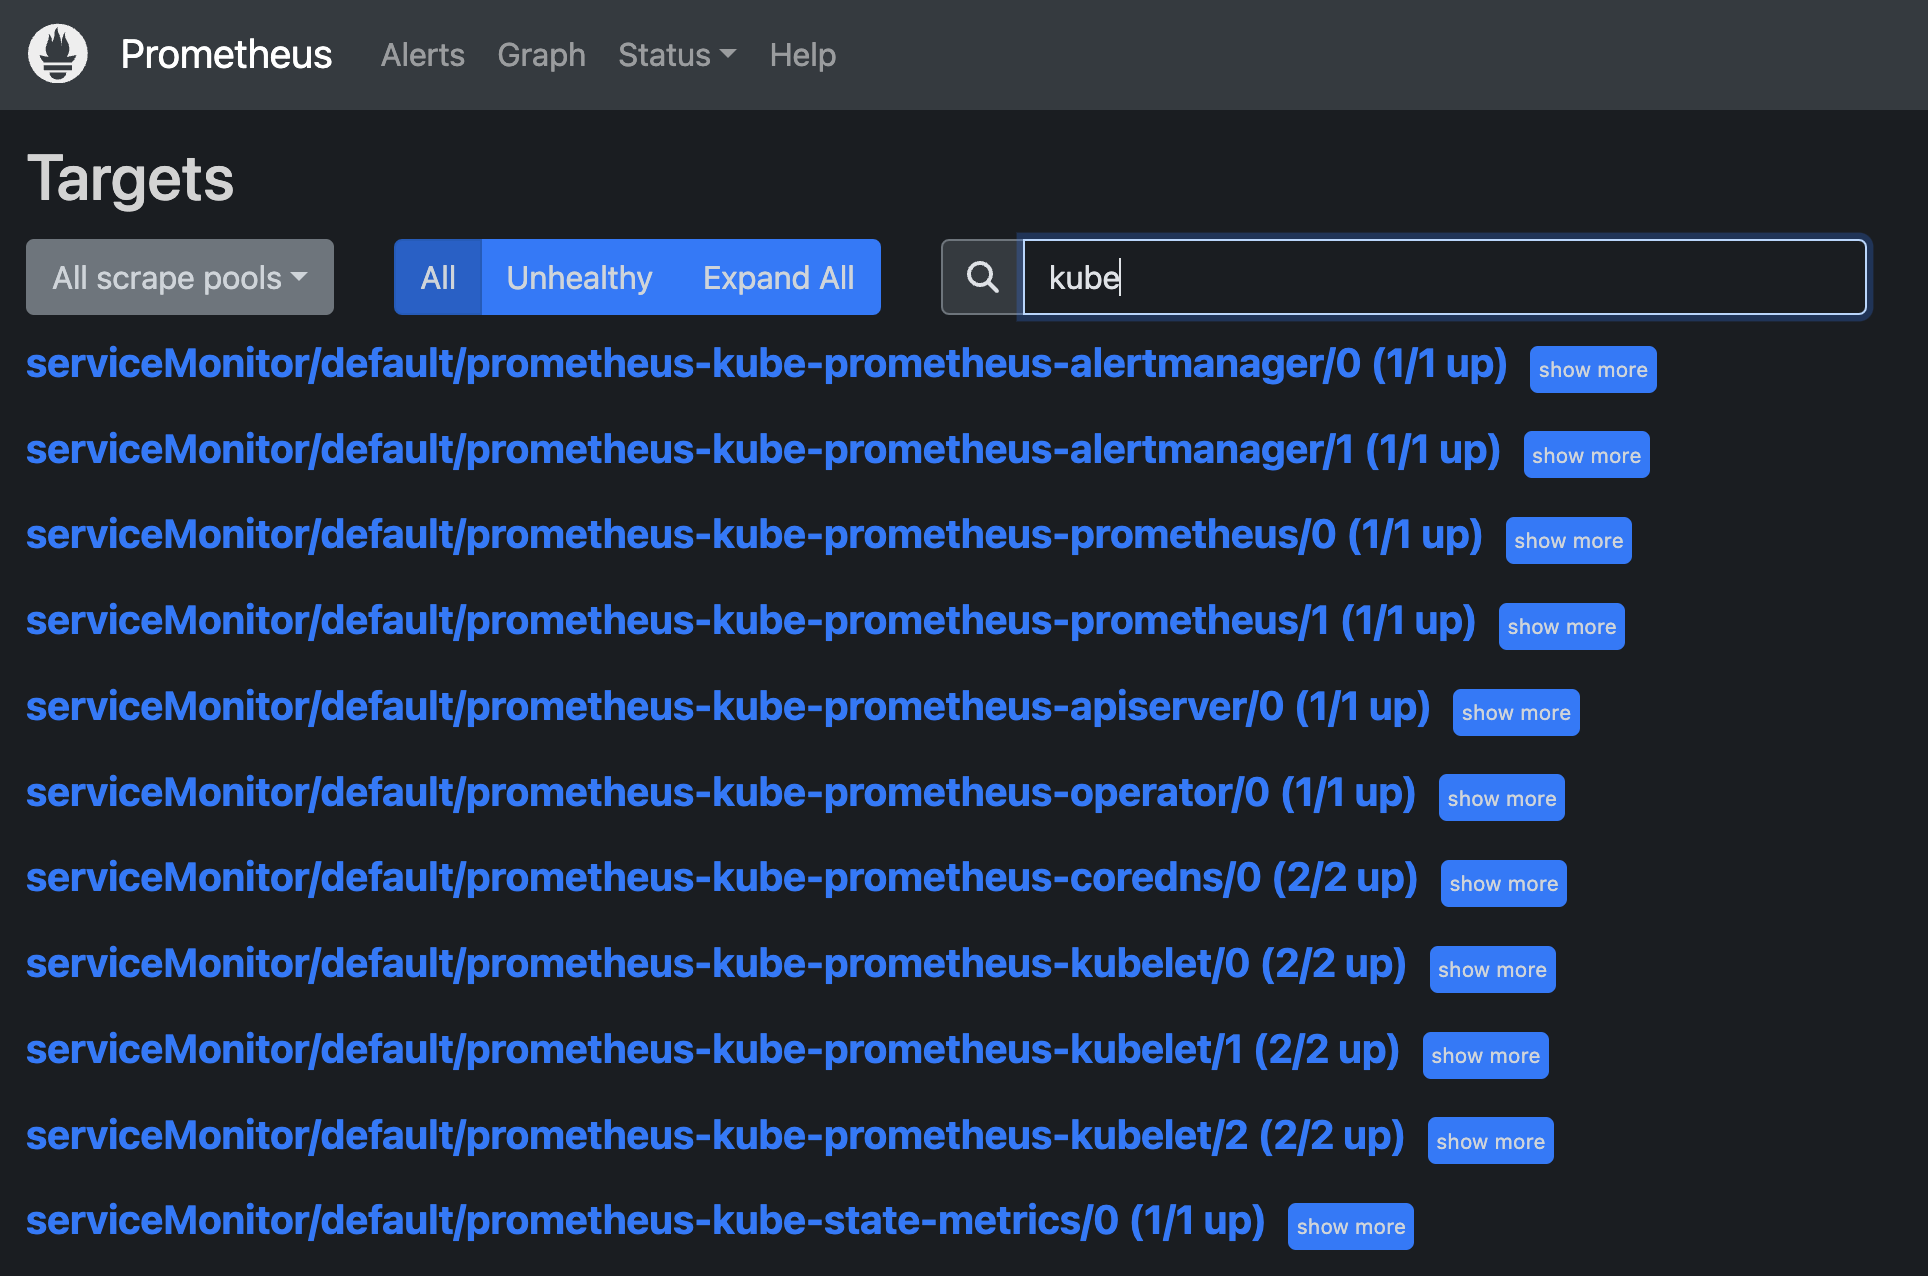 Prometheus Alerts Graph Status Help
Targets
All scrape pools All Unhealthy Expand All kube
serviceMonitor/default/prometheus-kube-prometheus-alertmanager/0 (1/1 up) show more
serviceMonitor/default/prometheus-kube-prometheus-alertmanager/1 (1/1 up) show more
serviceMonitor/default/prometheus-kube-prometheus-prometheus/0 (1/1 up) show more
serviceMonitor/default/prometheus-kube-prometheus-prometheus/1 (1/1 up) show more
serviceMonitor/default/prometheus-kube-prometheus-apiserver/0 (1/1 up) show more
serviceMonitor/default/prometheus-kube-prometheus-operator/0 (1/1 up) show more
serviceMonitor/default/prometheus-kube-prometheus-coredns/0 (2/2 up) show more
serviceMonitor/default/prometheus-kube-prometheus-kubelet/0 (2/2 up) show more
serviceMonitor/default/prometheus-kube-prometheus-kubelet/1 (2/2 up) show more
serviceMonitor/default/prometheus-kube-prometheus-kubelet/2 (2/2 up) show more
serviceMonitor/default/prometheus-kube-state-metrics/0 (1/1 up) show more